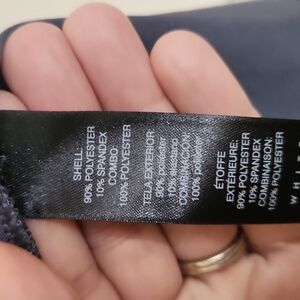 SHELL:
90% POLYESTER
10% SPANDEX
COMBO:
100% POLYESTER
TELA EXTERIOR:
90% poliéster
10% elastano
COMBINACIÓN:
100% poliéster
ÉTOFFE
EXTÉRIEURE:
90% POLYESTER
10% SPANDEX
COMBINAISON:
100% POLYESTER